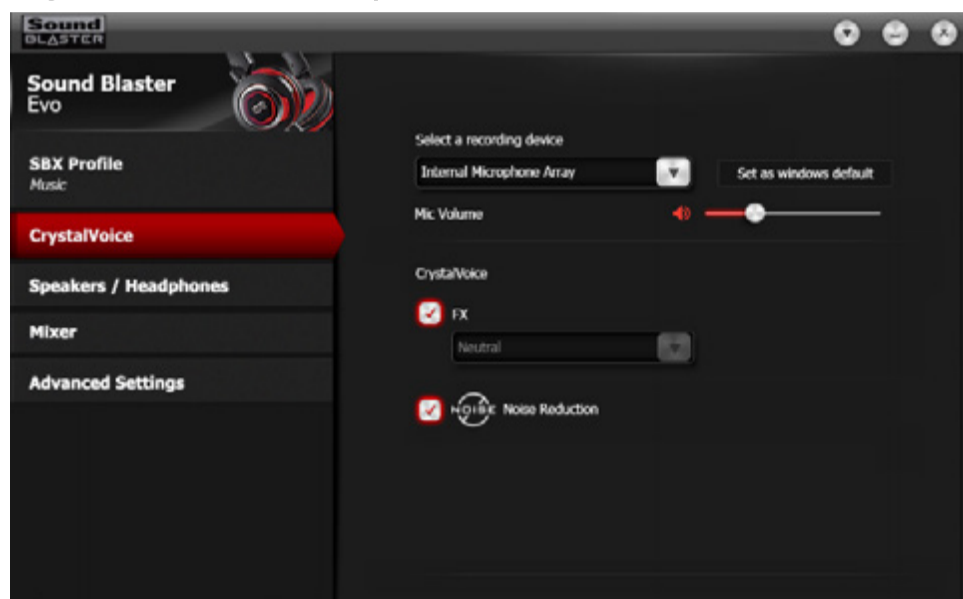 Sound
BLASTER
Sound Blaster
Evo
SBX Profile
Music
CrystalVoice
Speakers / Headphones
Mixer
Advanced Settings
Select a recording device
Internal Microphone Array
Set as windows default
Mic Volume
CrystalVoice
FX
Neutral
NOISE Noise Reduction